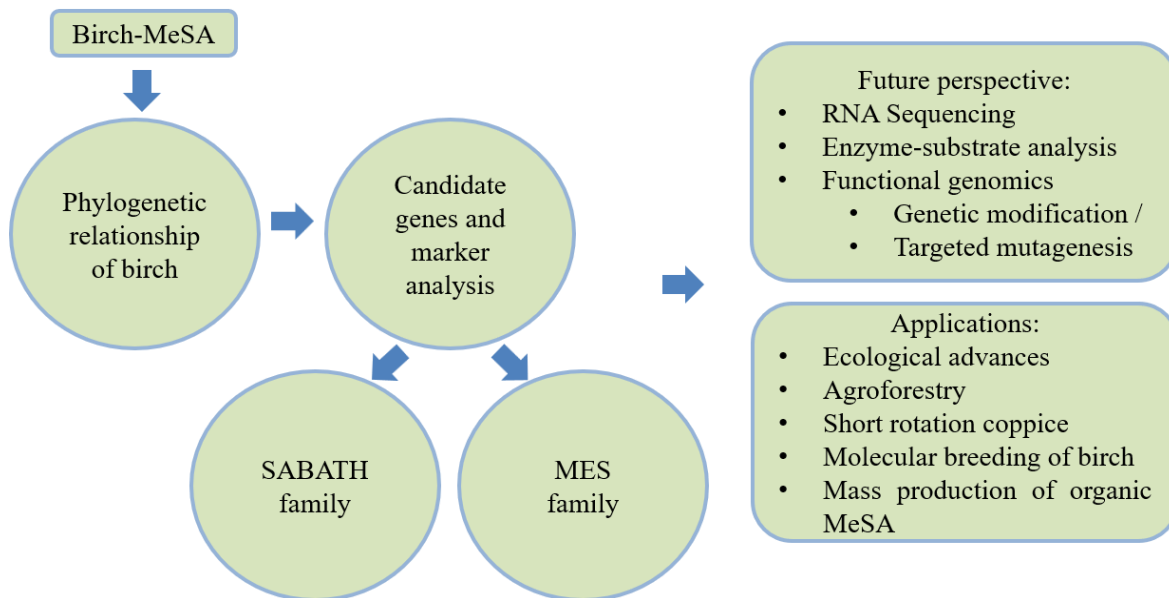 Birch-MeSA
Phylogenetic
relationship
of birch
Candidate
genes and
marker
analysis
SABATH
family
MES
family
Future perspective:
• RNA Sequencing
• Enzyme-substrate analysis
• Functional genomics
• Genetic modification /
• Targeted mutagenesis
Applications:
• Ecological advances
• Agroforestry
• Short rotation coppice
• Molecular breeding of birch
• Mass production of organic
MeSA